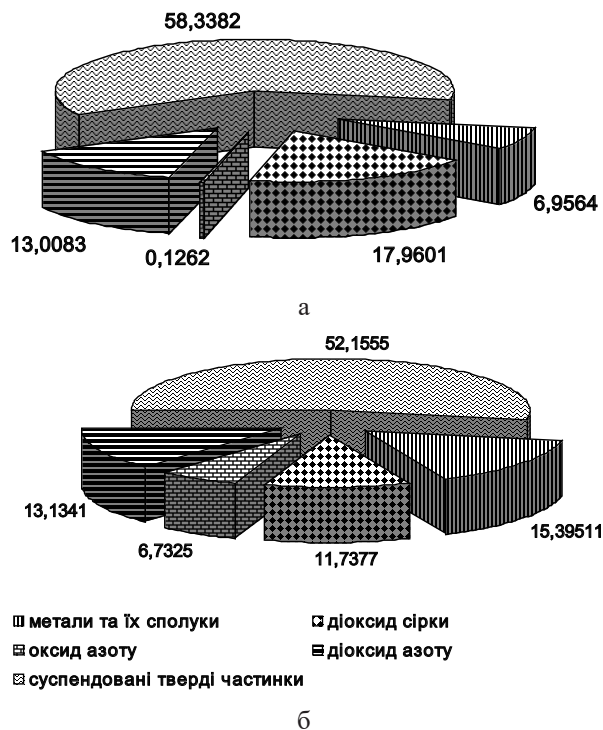 58,3382
6,9564
13,0083
0,1262
17,9601
а
52,1555
13,1341
15,39511
6,7325
11,7377
метали та їх сполуки діоксид сірки
оксид азоту діоксид азоту
суспендовані тверді частинки
б